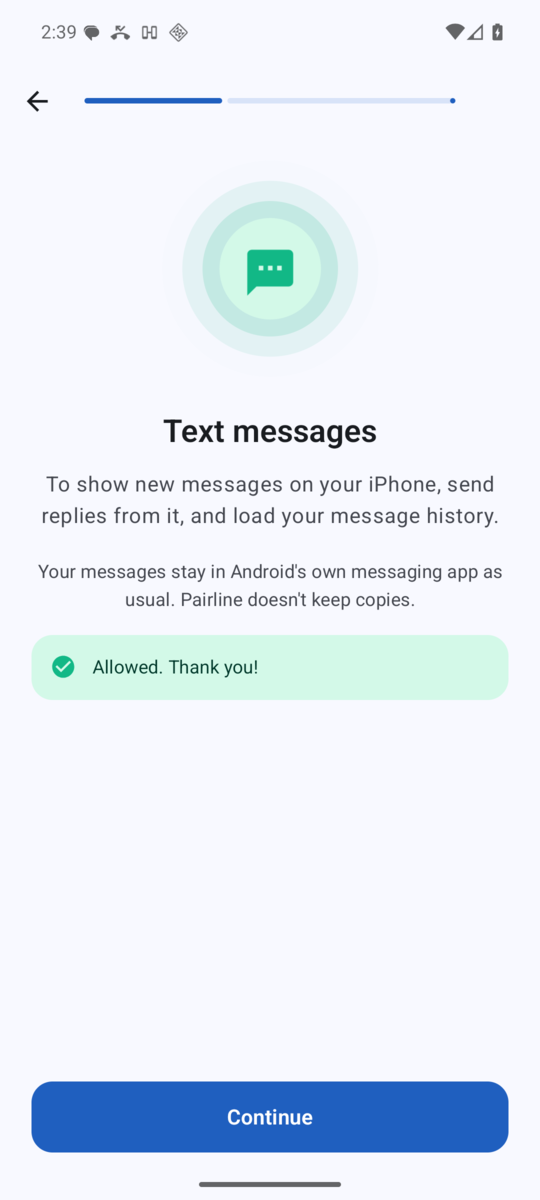 2:39
Text messages
To show new messages on your iPhone, send
replies from it, and load your message history.
Your messages stay in Android's own messaging app as
usual. Pairline doesn't keep copies.
Allowed. Thank you!
Continue